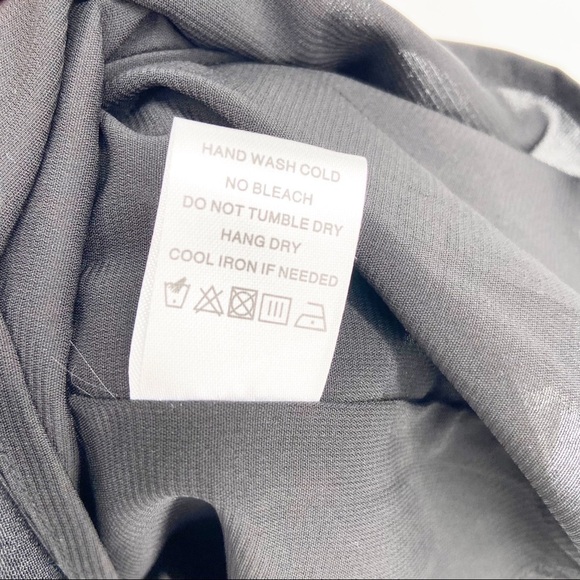 HAND WASH COLD
NO BLEACH
DO NOT TUMBLE DRY
HANG DRY
COOL IRON IF NEEDED